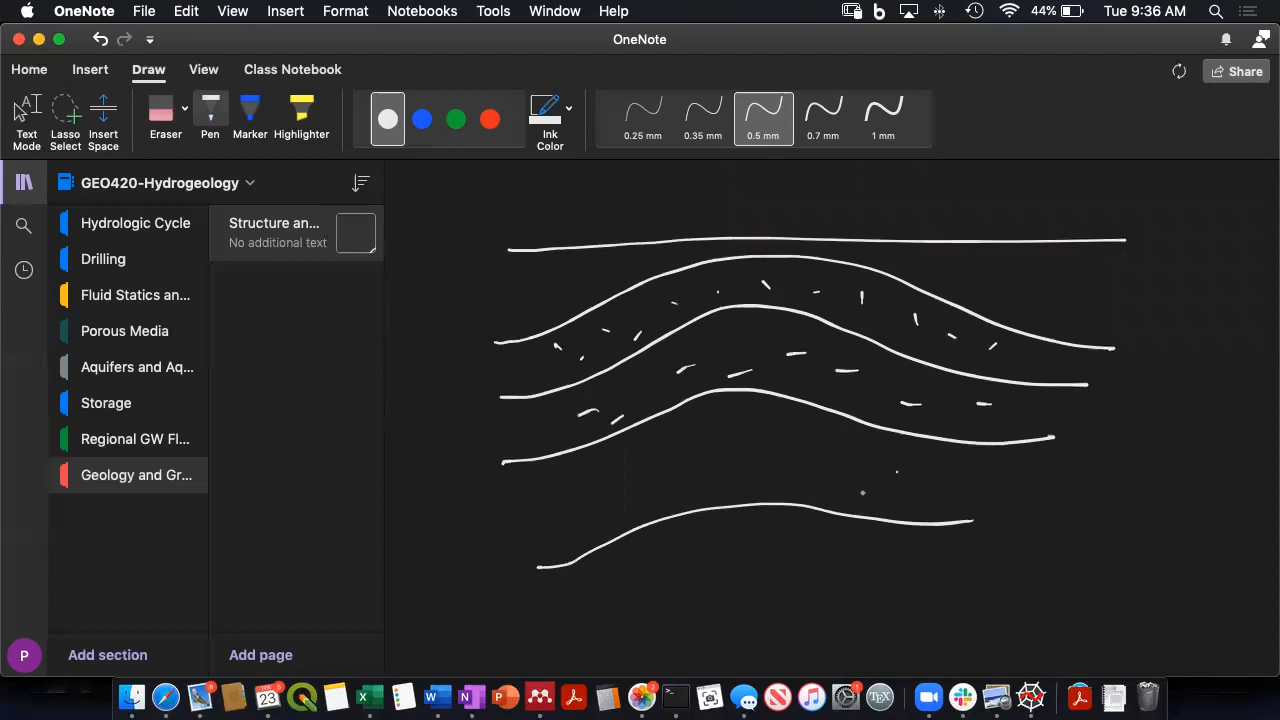 OneNote File Edit View Insert Format Notebooks Tools Window Help 44% Tue 9:36 AM
OneNote
Home Insert Draw View Class Notebook Share
Text Mode Lasso Select Insert Space Eraser Pen Marker Highlighter Ink Color 0.25 mm 0.35 mm 0.5 mm 0.7 mm 1 mm
GEO420-Hydrogeology
Hydrologic Cycle
Structure an...
No additional text
Drilling
Fluid Statics an...
Porous Media
Aquifers and Aq...
Storage
Regional GW Fl...
Geology and Gr...
P Add section Add page
23